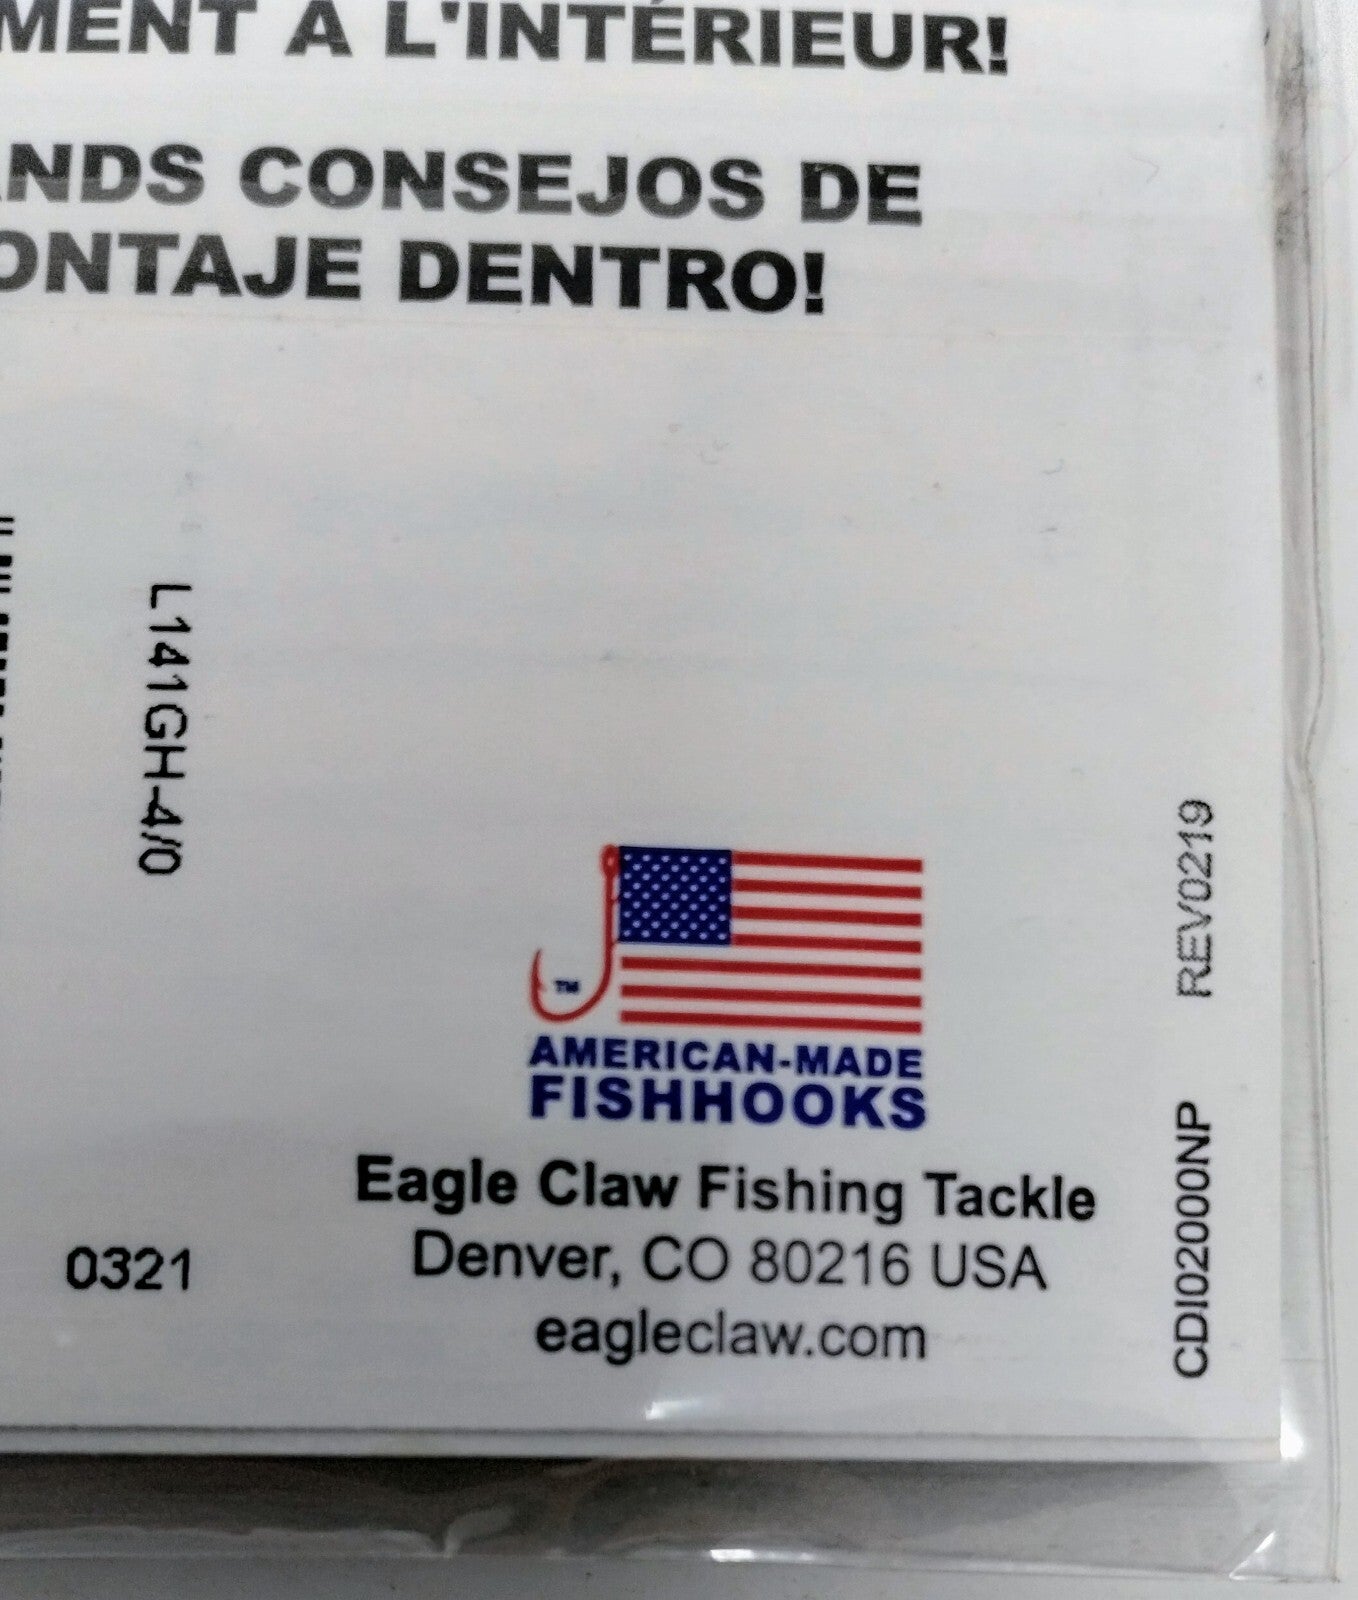 MENT À L'INTÉRIEUR!
NDS CONSEJOS DE
ONTAJE DENTRO!
L141GH-4/0
TM
AMERICAN-MADE
FISHHOOKS
Eagle Claw Fishing Tackle
Denver, CO 80216 USA
eagleclaw.com
0321
CDI02000NP REV0219